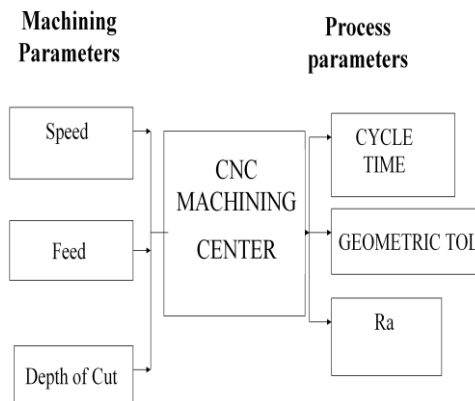 Machining
Parameters
Process
parameters
Speed
Feed
Depth of Cut
CNC
MACHINING
CENTER
CYCLE
TIME
GEOMETRIC TOL
Ra